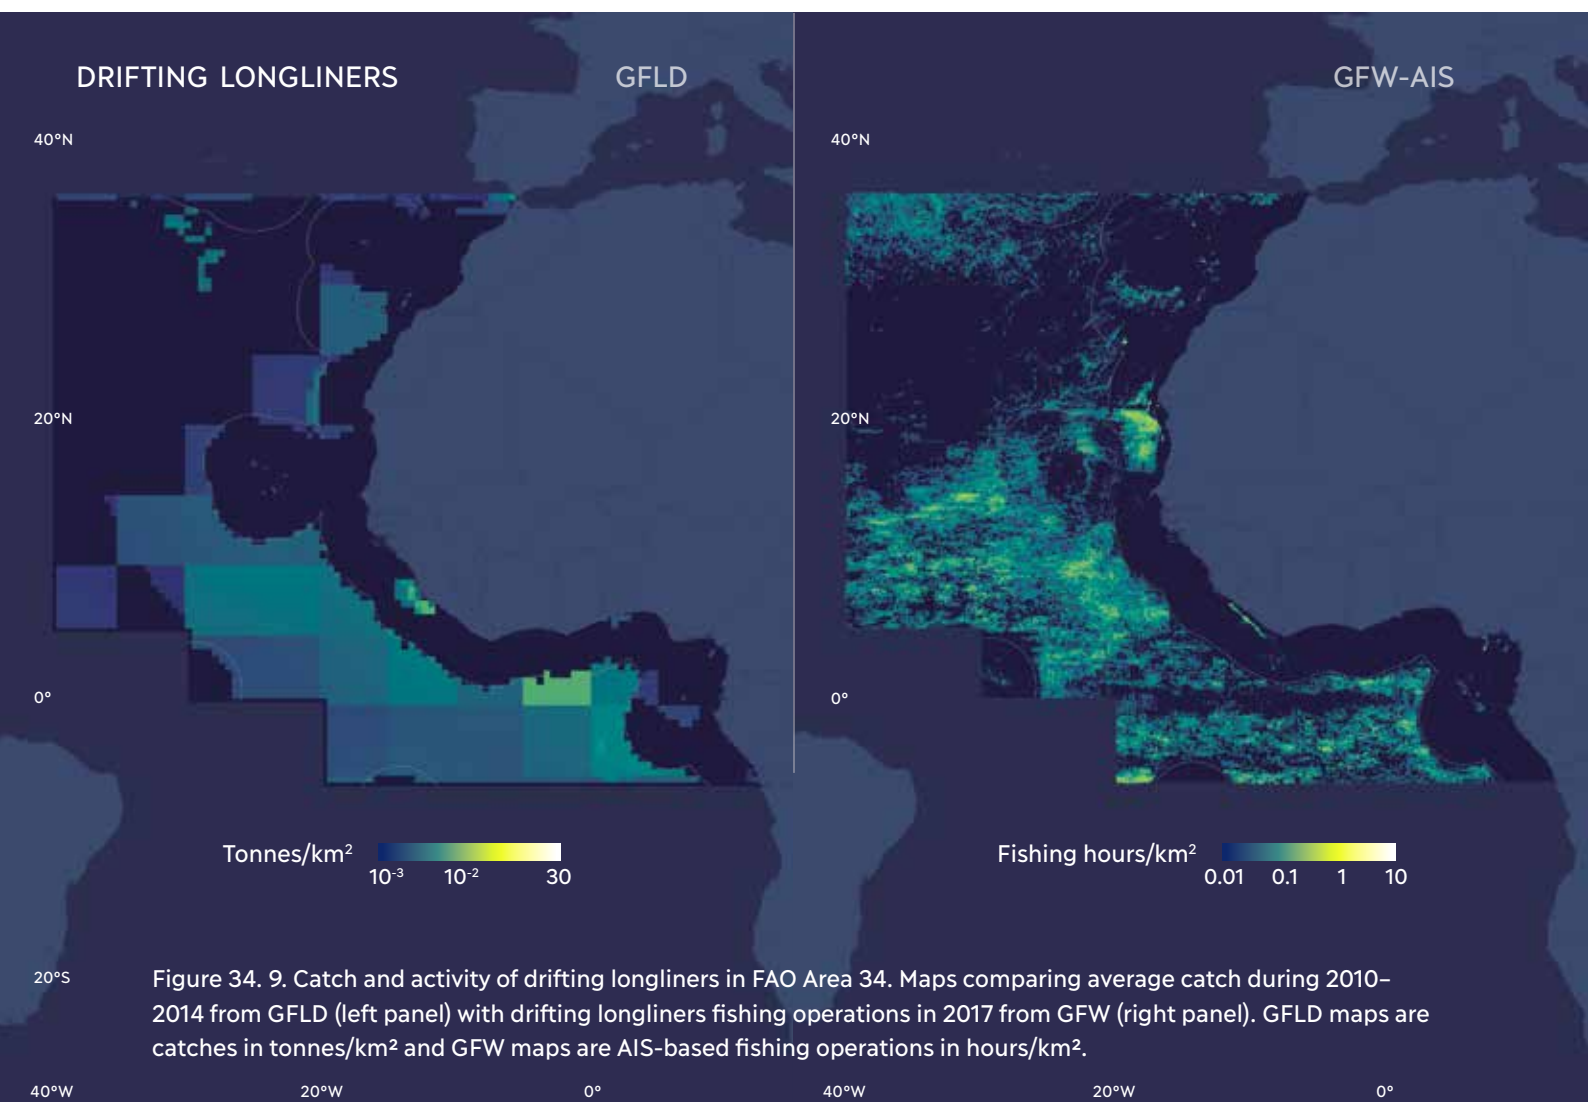 DRIFTING LONGLINERS
GFLD
GFW-AIS
40°N
40°N
20°N
20°N
0°
0°
Tonnes/km²
10⁻³ 10⁻² 30
Fishing hours/km²
0.01 0.1 1 10
20°S
Figure 34. 9. Catch and activity of drifting longliners in FAO Area 34. Maps comparing average catch during 2010–
2014 from GFLD (left panel) with drifting longliners fishing operations in 2017 from GFW (right panel). GFLD maps are
catches in tonnes/km² and GFW maps are AIS-based fishing operations in hours/km².
40°W 20°W 0° 40°W 20°W 0°